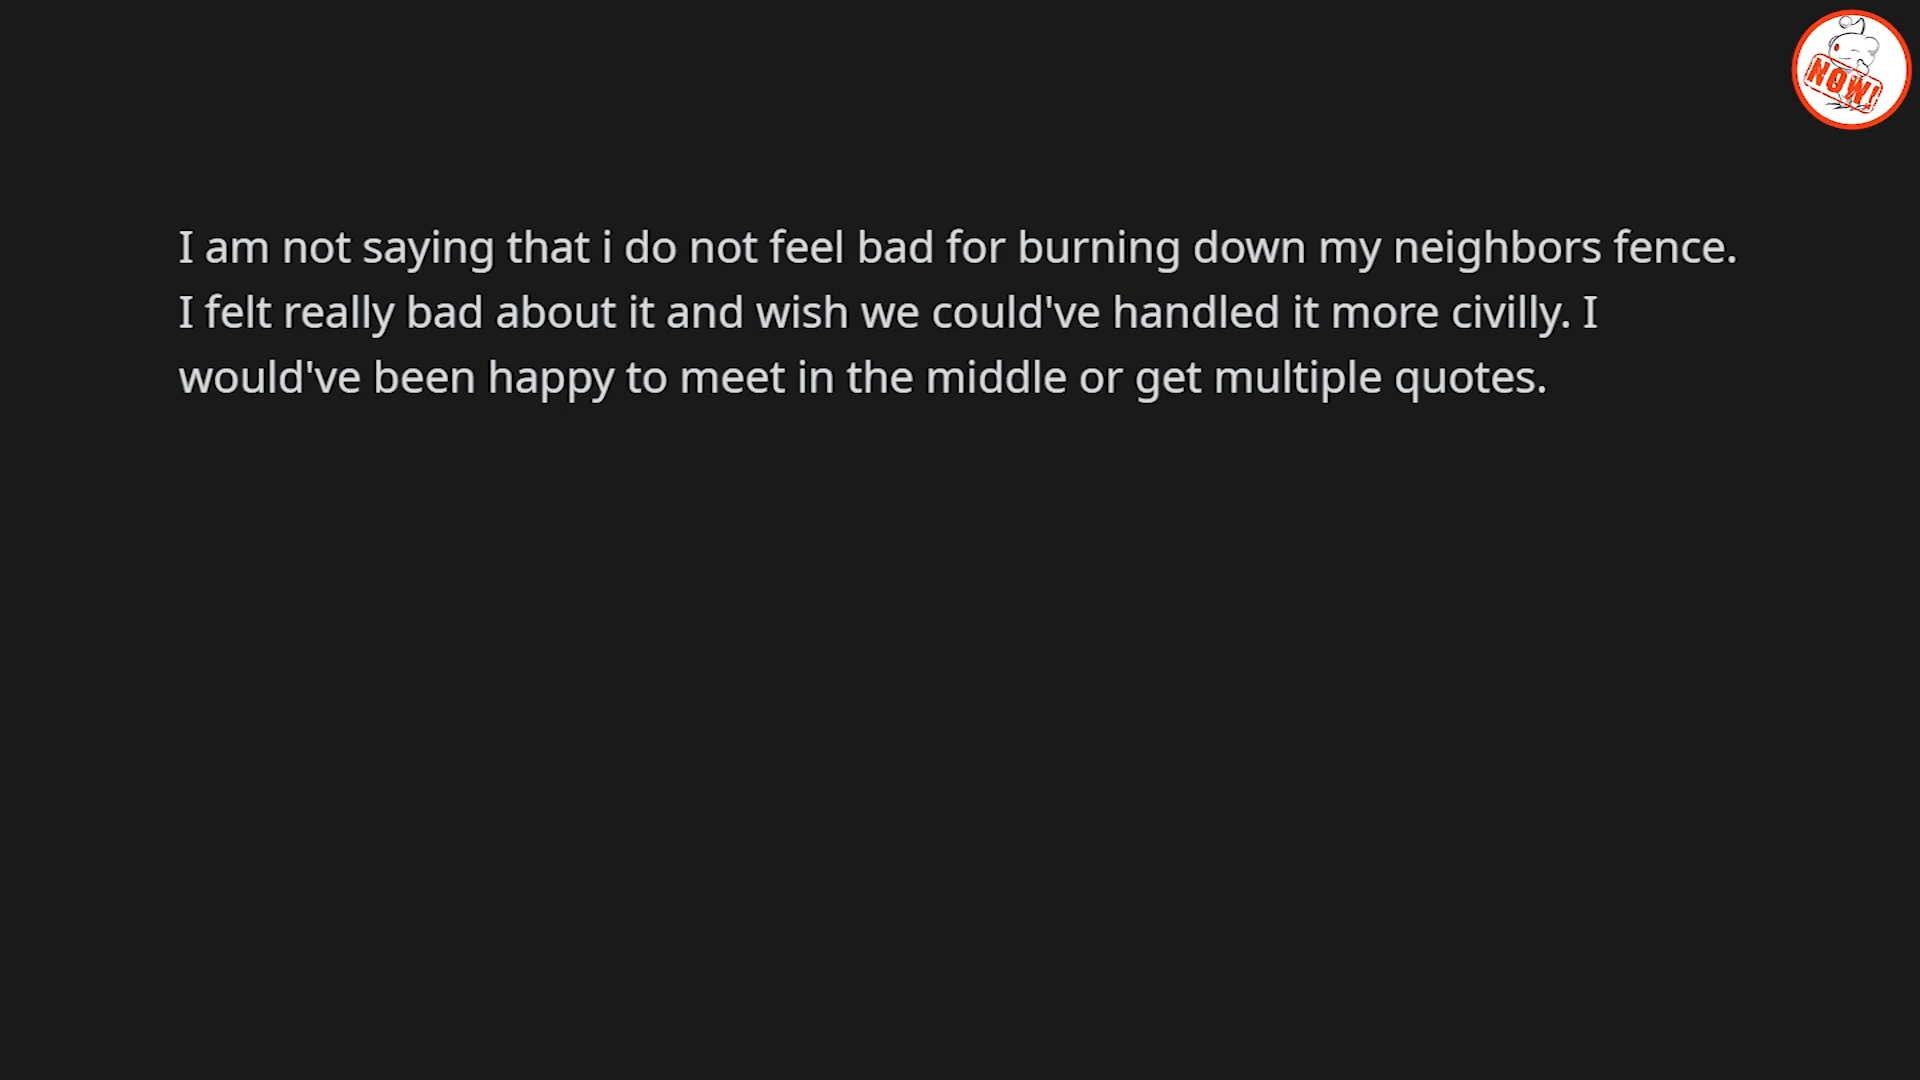 NOW!
I am not saying that i do not feel bad for burning down my neighbors fence.
I felt really bad about it and wish we could've handled it more civilly. I
would've been happy to meet in the middle or get multiple quotes.